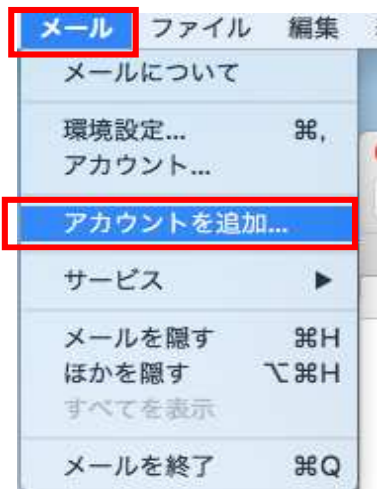 メール ファイル 編集
メールについて
環境設定... ⌘,
アカウント...
アカウントを追加...
サービス ▶
メールを隠す ⌘H
ほかを隠す ⌥⌘H
すべてを表示
メールを終了 ⌘Q